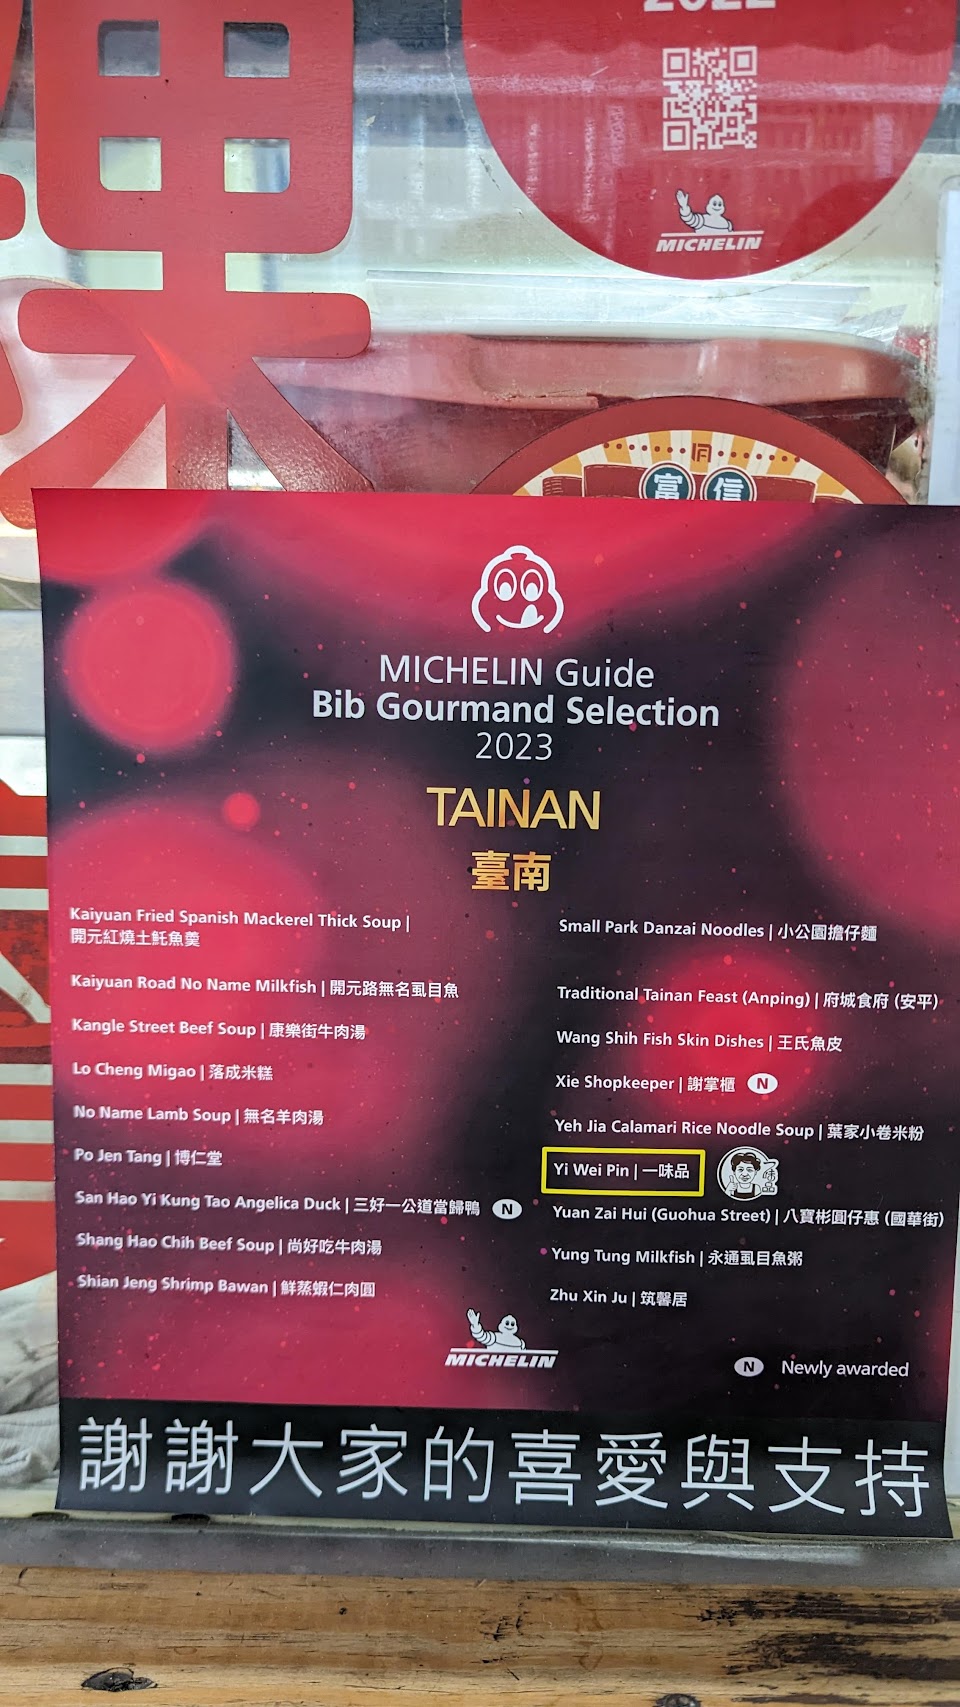 2022
MICHELIN
粿
富信
MICHELIN Guide
Bib Gourmand Selection
2023
TAINAN
臺南
Kaiyuan Fried Spanish Mackerel Thick Soup |
開元紅燒土魠魚羹
Kaiyuan Road No Name Milkfish | 開元路無名虱目魚
Kangle Street Beef Soup | 康樂街牛肉湯
Lo Cheng Migao | 落成米糕
No Name Lamb Soup | 無名羊肉湯
Po Jen Tang | 博仁堂
San Hao Yi Kung Tao Angelica Duck | 三好一公道當歸鴨 N
Shang Hao Chih Beef Soup | 尚好吃牛肉湯
Shian Jeng Shrimp Bawan | 鮮蒸蝦仁肉圓
Small Park Danzai Noodles | 小公園擔仔麵
Traditional Tainan Feast (Anping) | 府城食府 (安平)
Wang Shih Fish Skin Dishes | 王氏魚皮
Xie Shopkeeper | 謝掌櫃 N
Yeh Jia Calamari Rice Noodle Soup | 葉家小卷米粉
Yi Wei Pin | 一味品 一味品
Yuan Zai Hui (Guohua Street) | 八寶彬圓仔惠 (國華街)
Yung Tung Milkfish | 永通虱目魚粥
Zhu Xin Ju | 筑馨居
MICHELIN
N Newly awarded
謝謝大家的喜愛與支持